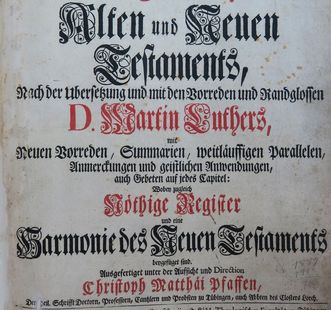 Alten und Neuen
Testaments,
Nach der Ubersetzung und mit den Vorreden und Randglossen
D. Martin Luthers,
wie
Neuen Vorreden, Summarien, weitläuffigen Parallelen,
Anmerckungen und geistlichen Anwendungen,
auch Gebeten auf jedes Capitel:
Wobey zugleich
Nöthige Register
und eine
Harmonie des Neuen Testaments
beygefüget sind.
Ausgefertiget unter der Aufsicht und Direction
Christoph Matthäi Pfaffen,
Der Heil. Schrifft Doctorn, Professorn, Cantzlern und Probsten zu Tübingen, auch Abten des Closters Lorch.